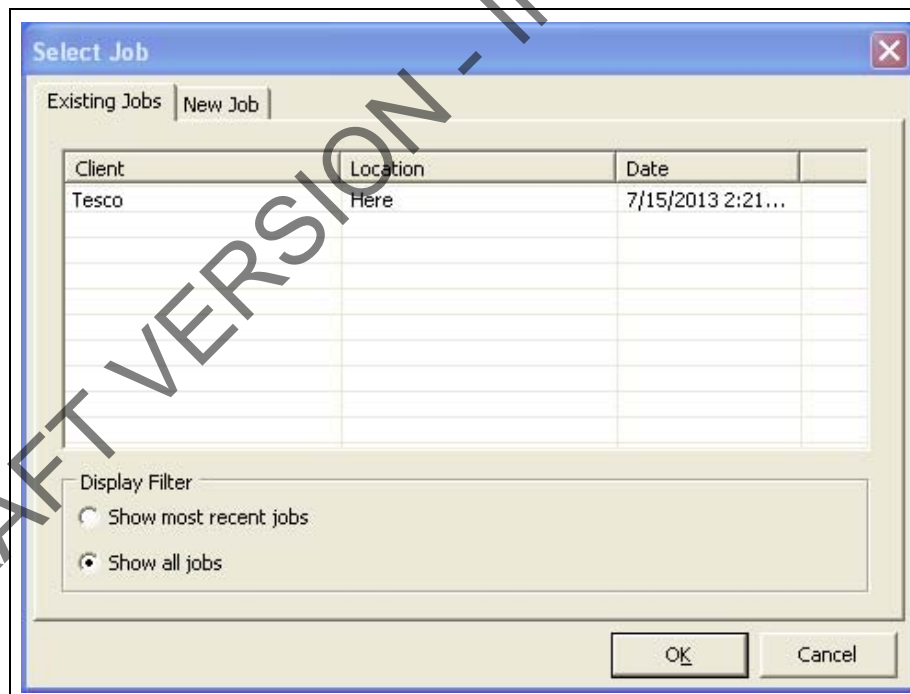 Select Job
Existing Jobs New Job
Client Location Date
Tesco Here 7/15/2013 2:21...
Display Filter
Show most recent jobs
Show all jobs
OK Cancel
VERSION -